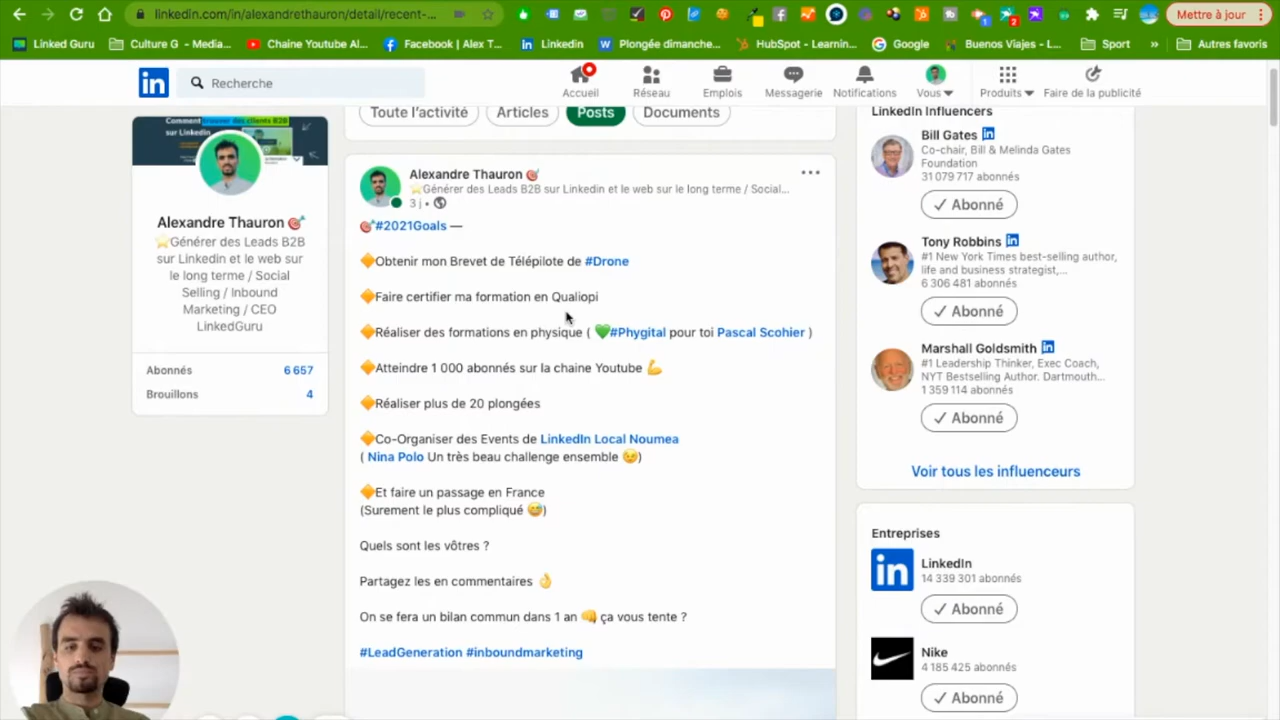 linkedin.com/in/alexandrethauron/detail/recent-...
Mettre à jour
Linked Guru
Culture G - Media...
Chaine Youtube Al...
Facebook | Alex T...
Linkedin
Plongée dimanche...
HubSpot - Learnin...
Google
Buenos Viajes - L...
Sport
»
Autres favoris
Recherche
Accueil
Réseau
Emplois
Messagerie
Notifications
Vous
Produits
Faire de la publicité
Comment trouver des clients B2B
sur Linkedin
Alexandre Thauron 🎯
⭐Générer des Leads B2B
sur Linkedin et le web sur
le long terme / Social
Selling / Inbound
Marketing / CEO
LinkedGuru
Abonnés 6 657
Brouillons 4
Toute l'activité
Articles
Posts
Documents
Alexandre Thauron 🎯
⭐Générer des Leads B2B sur Linkedin et le web sur le long terme / Social...
3 j •
🎯#2021Goals —
🔶Obtenir mon Brevet de Télépilote de #Drone
🔶Faire certifier ma formation en Qualiopi
🔶Réaliser des formations en physique ( 💚#Phygital pour toi Pascal Scohier )
🔶Atteindre 1 000 abonnés sur la chaine Youtube 💪
🔶Réaliser plus de 20 plongées
🔶Co-Organiser des Events de LinkedIn Local Noumea
( Nina Polo Un très beau challenge ensemble 😉)
🔶Et faire un passage en France
(Surement le plus compliqué 😅)
Quels sont les vôtres ?
Partagez les en commentaires 👌
On se fera un bilan commun dans 1 an 👊 ça vous tente ?
#LeadGeneration #inboundmarketing
LinkedIn Influencers
Bill Gates
Co-chair, Bill & Melinda Gates
Foundation
31 079 717 abonnés
✓ Abonné
Tony Robbins
#1 New York Times best-selling author,
life and business strategist,...
6 306 481 abonnés
✓ Abonné
Marshall Goldsmith
#1 Leadership Thinker, Exec Coach,
NYT Bestselling Author. Dartmouth...
1 359 114 abonnés
✓ Abonné
Voir tous les influenceurs
Entreprises
LinkedIn
14 339 301 abonnés
✓ Abonné
Nike
4 185 425 abonnés
✓ Abonné